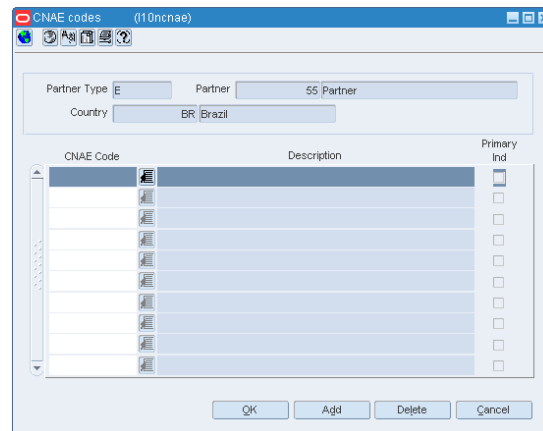 CNAE codes (l10ncnae)
Partner Type E Partner 55 Partner
Country BR Brazil
CNAE Code Description Primary Ind
OK Add Delete Cancel